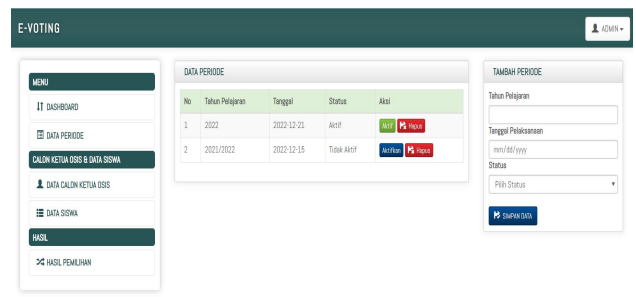 E-VOTING
ADMIN
MENU
DASHBOARD
DATA PERIODE
CALON KETUA OSIS & DATA SISWA
DATA CALON KETUA OSIS
DATA SISWA
HASIL
HASIL PEMILIHAN
DATA PERIODE
No Tahun Pelajaran Tanggal Status Aksi
1 2022 2022-12-21 Aktif Aktif Hapus
2 2021/2022 2022-12-15 Tidak Aktif Aktifkan Hapus
TAMBAH PERIODE
Tahun Pelajaran
Tanggal Pelaksanaan
mm/dd/yyyy
Status
Pilih Status
SIMPAN DATA